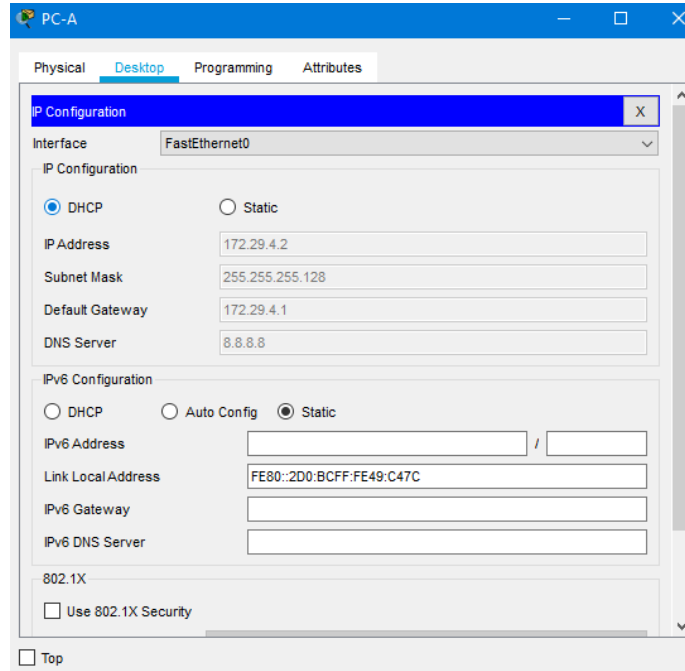 PC-A
Physical Desktop Programming Attributes
IP Configuration X
Interface FastEthernet0
IP Configuration
DHCP Static
IP Address 172.29.4.2
Subnet Mask 255.255.255.128
Default Gateway 172.29.4.1
DNS Server 8.8.8.8
IPv6 Configuration
DHCP Auto Config Static
IPv6 Address /
Link Local Address FE80::2D0:BCFF:FE49:C47C
IPv6 Gateway
IPv6 DNS Server
802.1X
Use 802.1X Security
Top